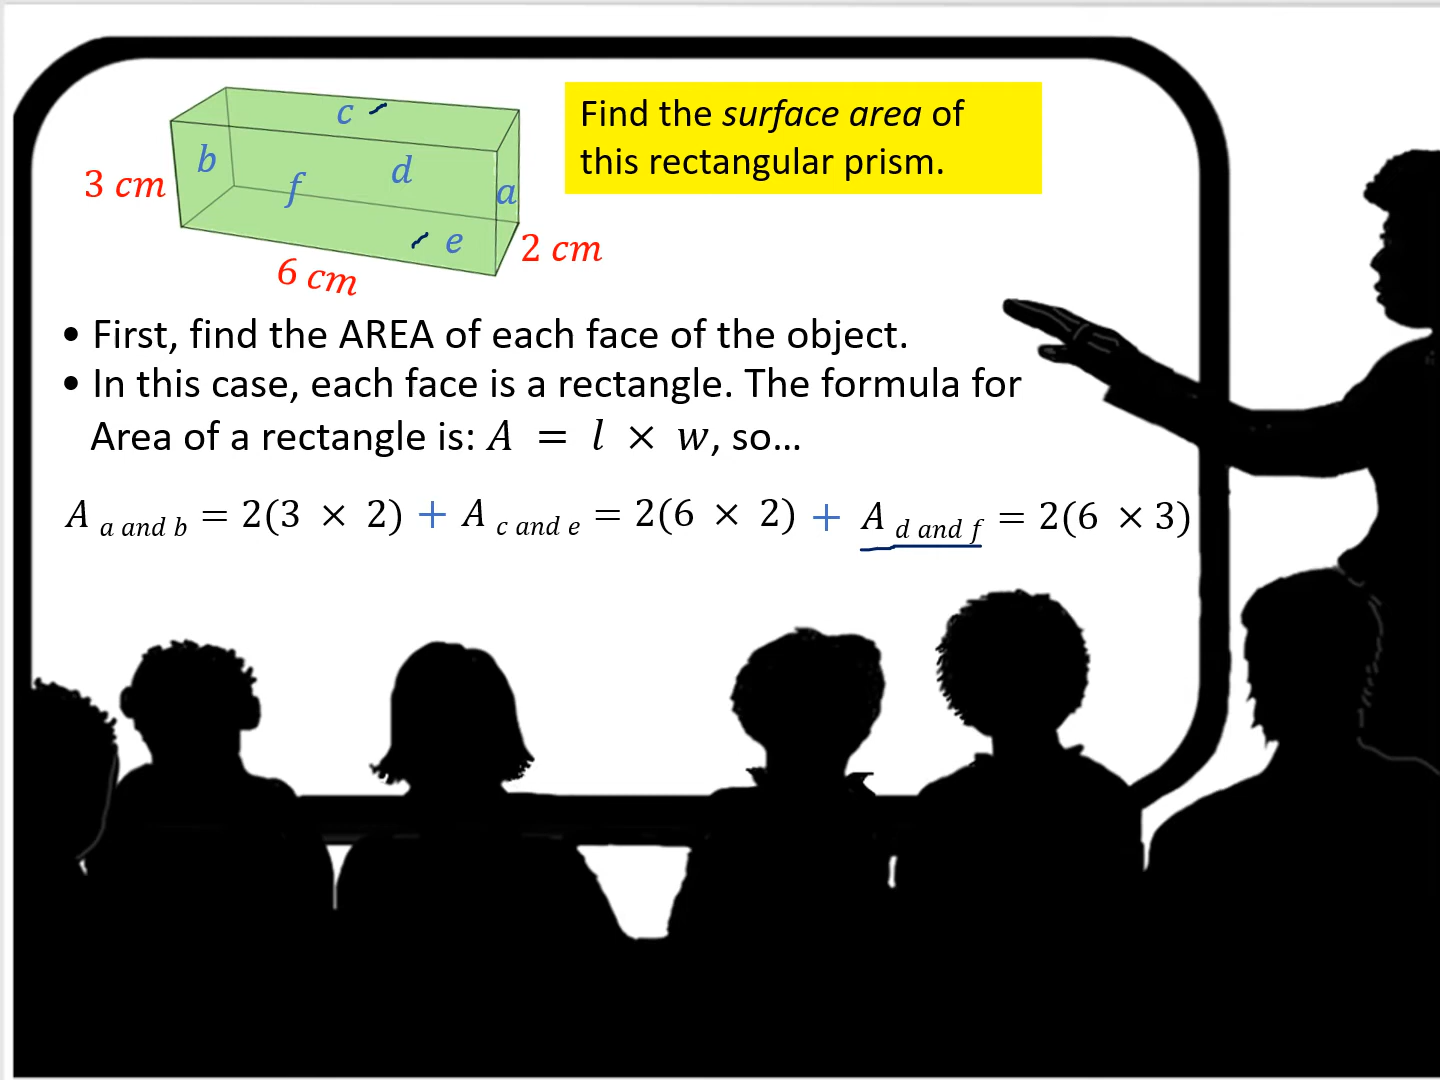 c
b
d
f
a
e
3 cm
6 cm
2 cm
Find the surface area of
this rectangular prism.
• First, find the AREA of each face of the object.
• In this case, each face is a rectangle. The formula for
Area of a rectangle is: A = l × w, so…
A a and b = 2(3 × 2) + A c and e = 2(6 × 2) + A d and f = 2(6 × 3)